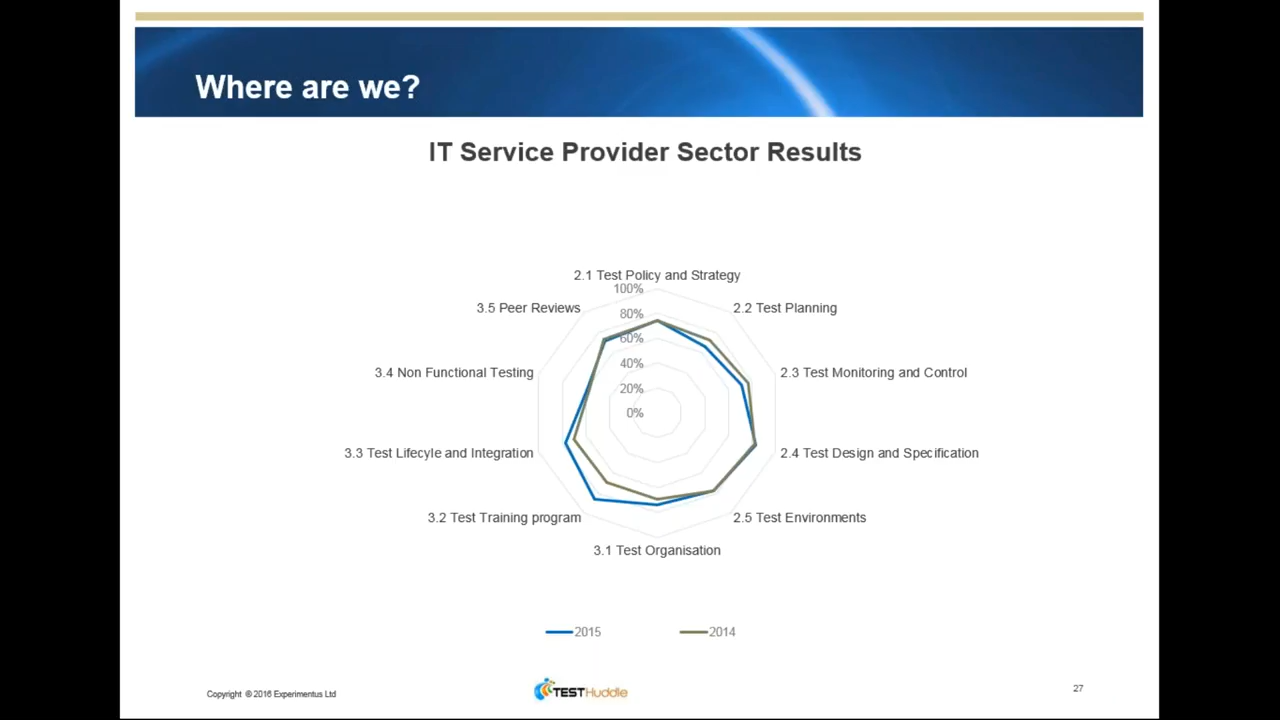 Where are we?
IT Service Provider Sector Results
2.1 Test Policy and Strategy
100%
3.5 Peer Reviews
2.2 Test Planning
80%
60%
3.4 Non Functional Testing
40%
2.3 Test Monitoring and Control
20%
0%
3.3 Test Lifecyle and Integration
2.4 Test Design and Specification
3.2 Test Training program
2.5 Test Environments
3.1 Test Organisation
2015
2014
Copyright ® 2016 Experimentus Ltd
TESTHuddle
27